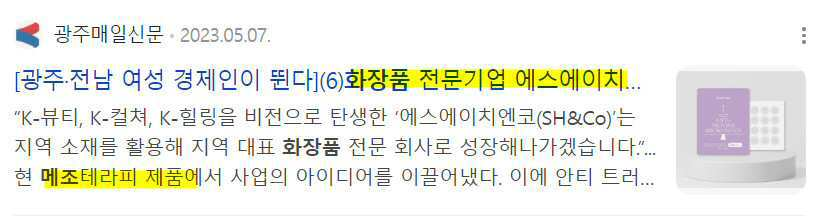 광주매일신문 · 2023.05.07.
[광주·전남 여성 경제인이 뛴다](6)화장품 전문기업 에스에이치...
“K-뷰티, K-컬쳐, K-힐링을 비전으로 탄생한 ‘에스에이치엔코(SH&Co)’는
지역 소재를 활용해 지역 대표 화장품 전문 회사로 성장해나가겠습니다.”...
현 메조테라피 제품에서 사업의 아이디어를 이끌어냈다. 이에 안티 트러...